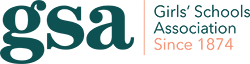 gsa
Girls' Schools
Association
Since 1874